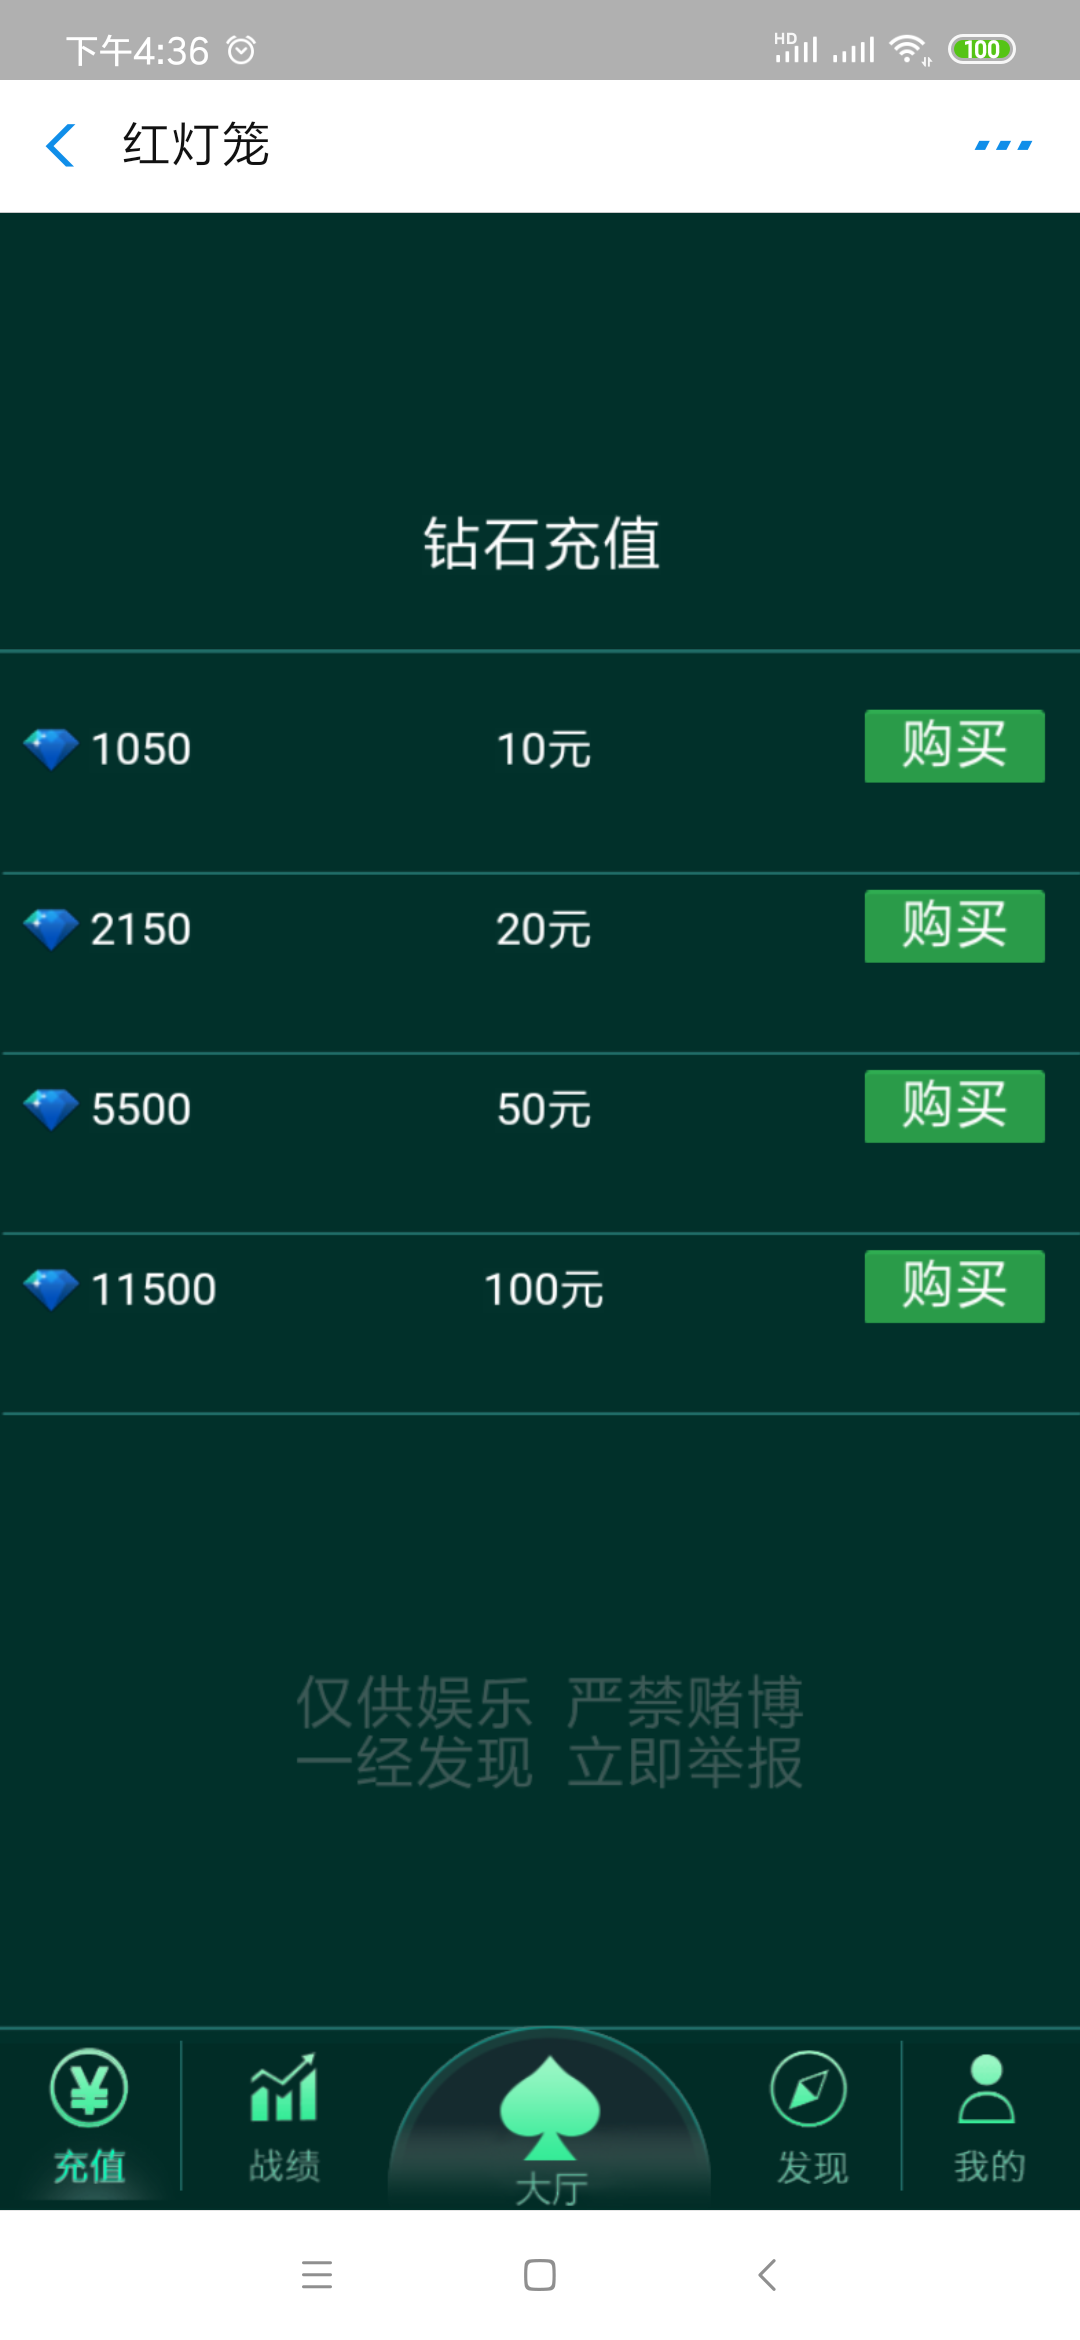 下午4:36
HD
100
红灯笼
钻石充值
1050 10元 购买
2150 20元 购买
5500 50元 购买
11500 100元 购买
仅供娱乐 严禁赌博
一经发现 立即举报
充值 战绩 大厅 发现 我的